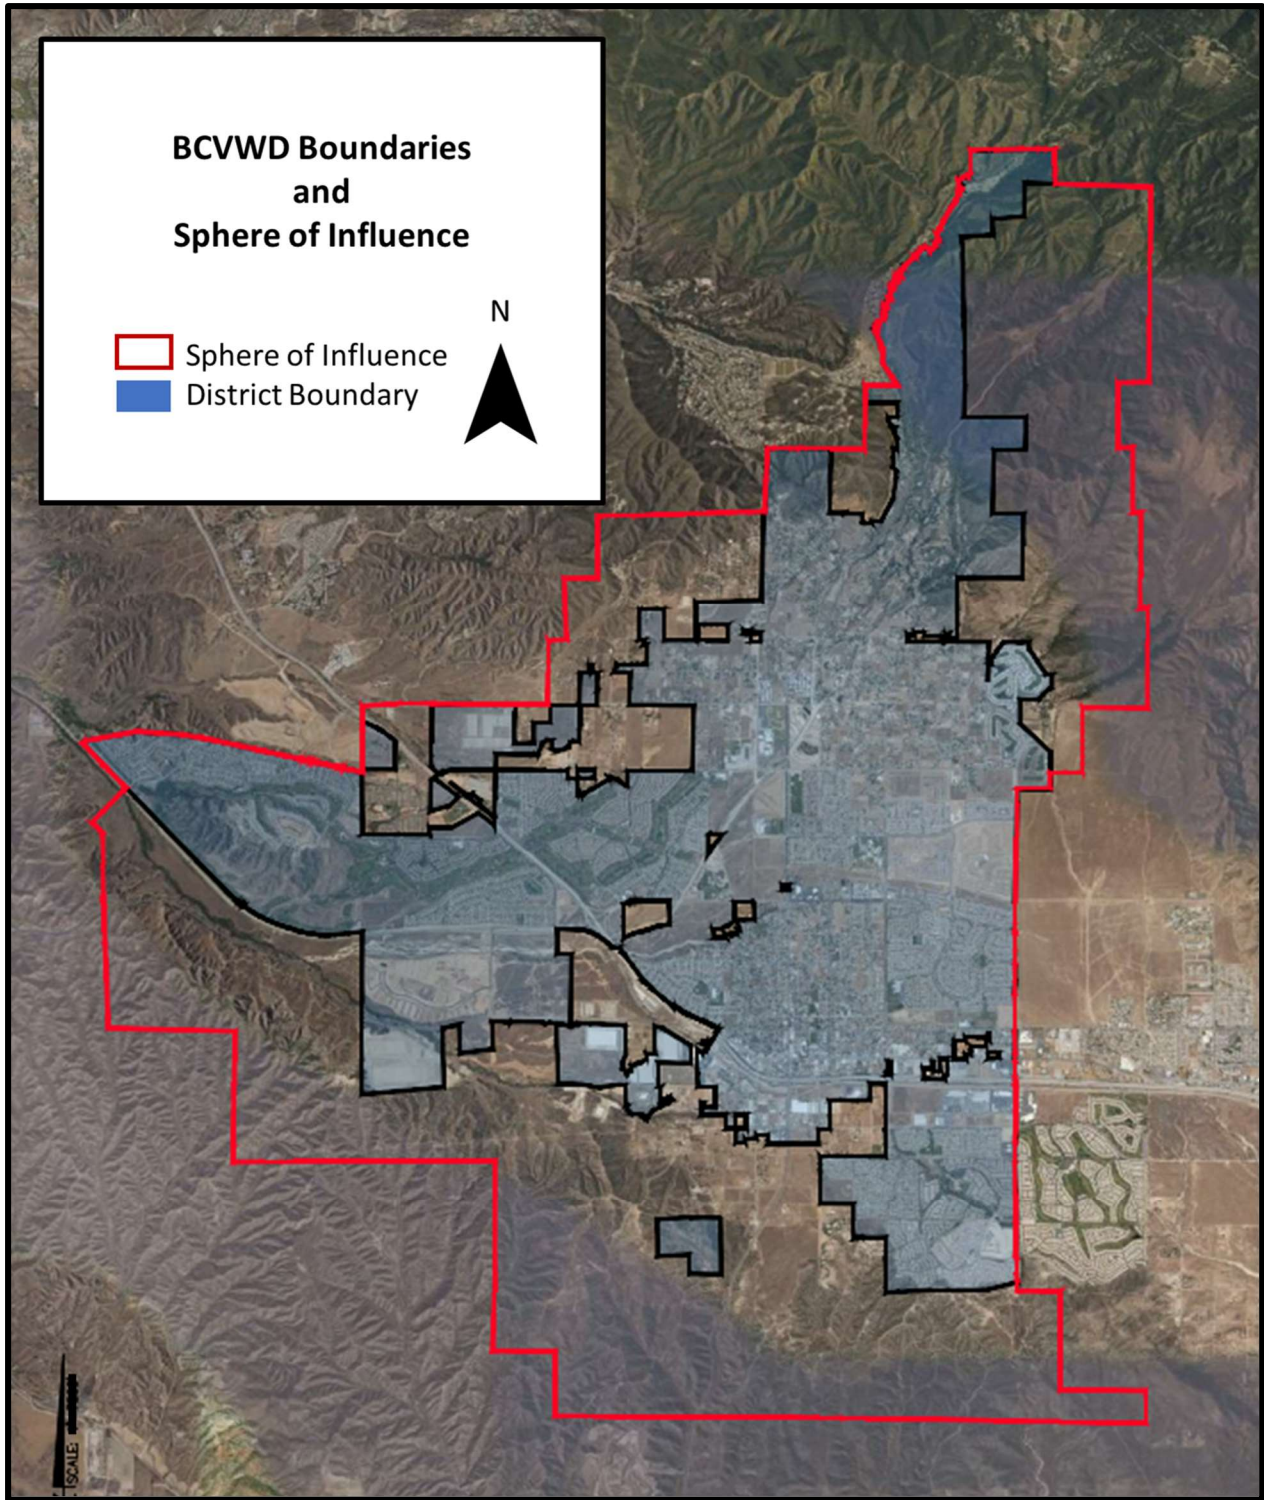 BCVWD Boundaries
and
Sphere of Influence
N
Sphere of Influence
District Boundary
SCALE: